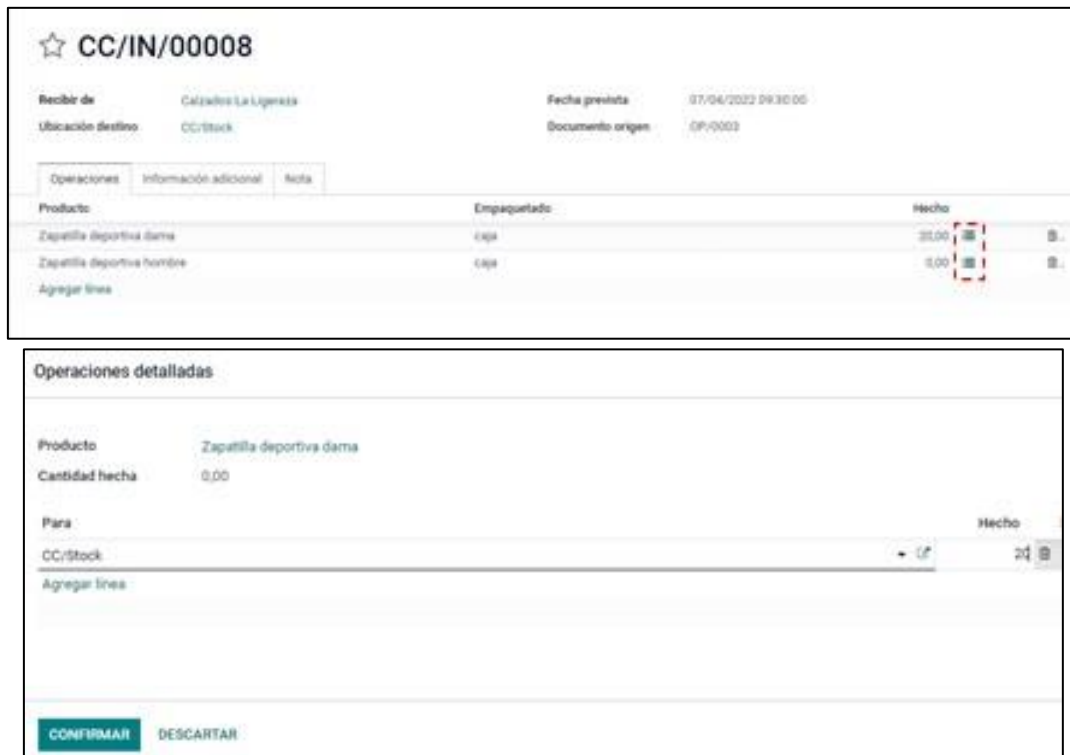 CC/IN/00008
Recibir de Calzados La Ligereza Fecha prevista 07/04/2022 09:30:00
Ubicación destino CC/Stock Documento origen OP/0003
Operaciones Información adicional Nota
Producto Empaquetado Hecho
Zapatilla deportiva dama caja 20,00
Zapatilla deportiva hombre caja 0,00
Agregar línea
Operaciones detalladas
Producto Zapatilla deportiva dama
Cantidad hecha 0,00
Para Hecho
CC/Stock 20
Agregar línea
CONFIRMAR DESCARTAR